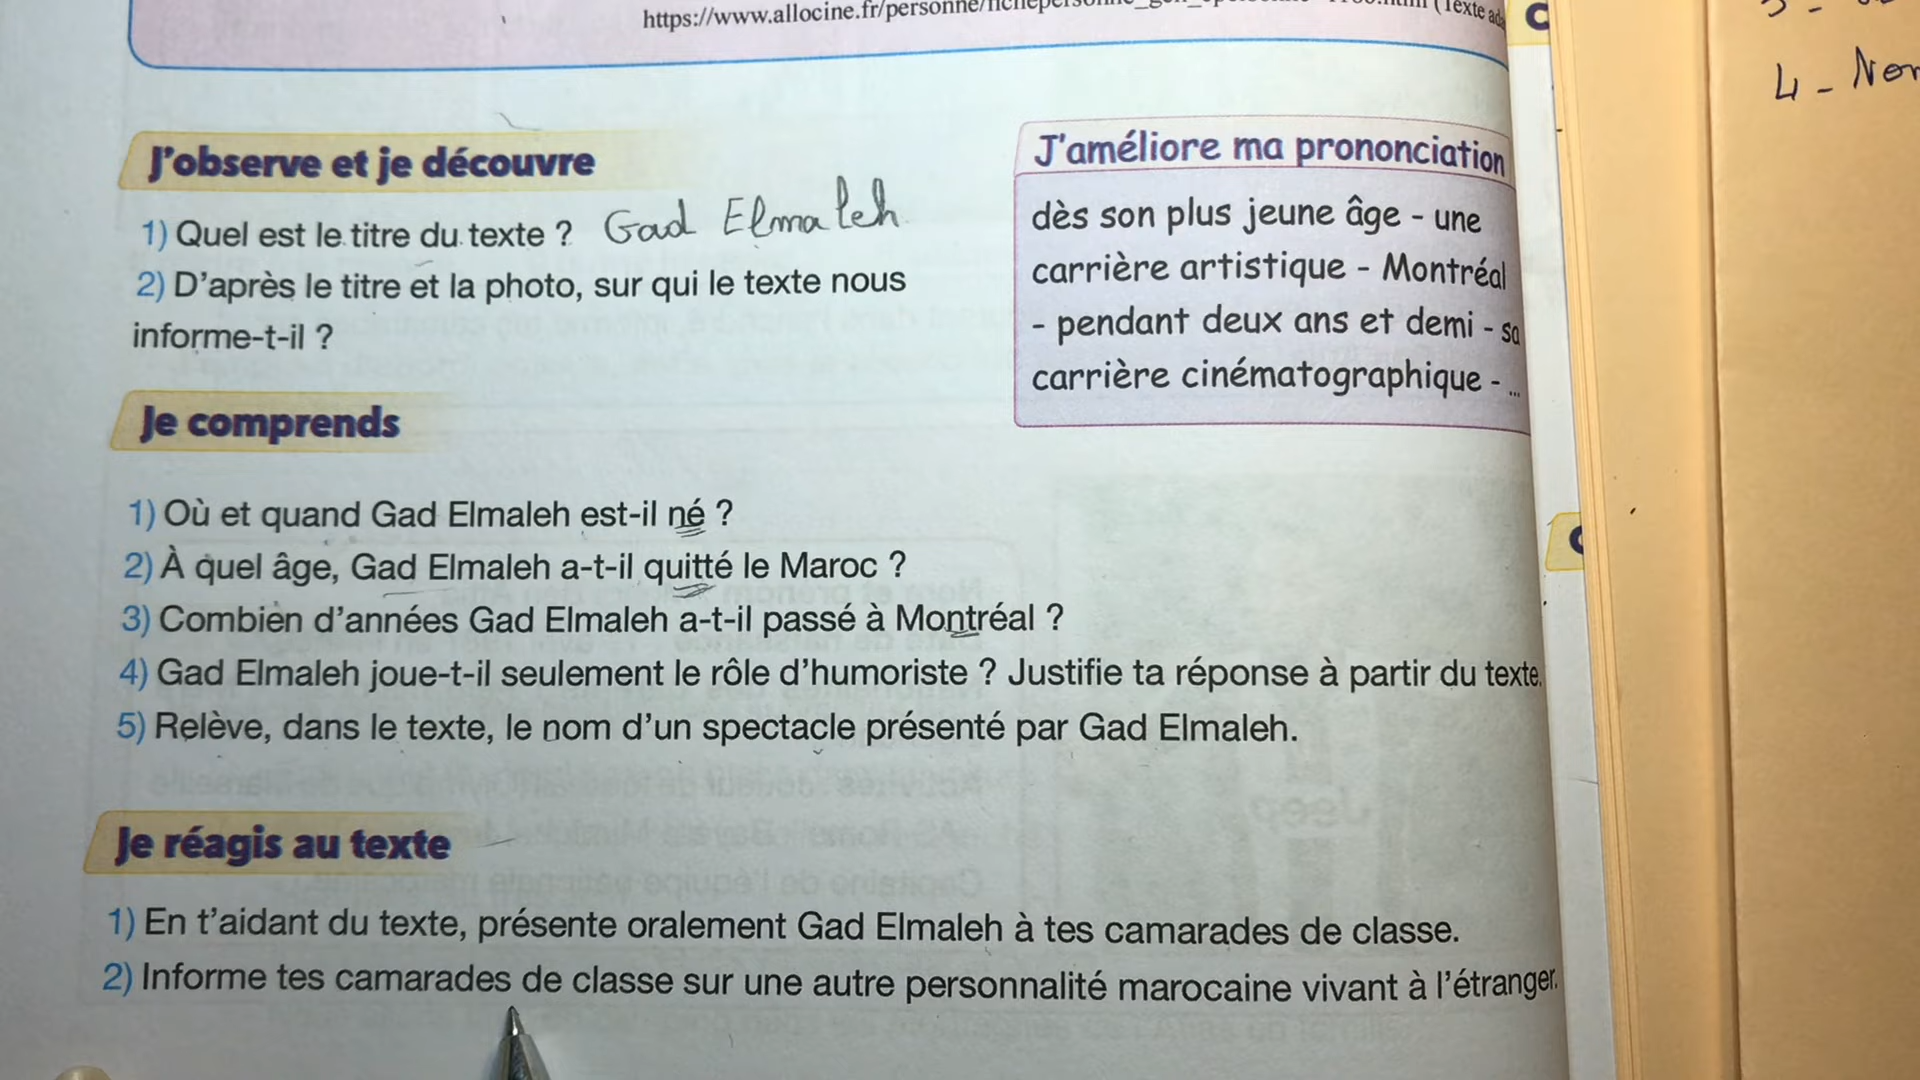 https://www.allocine.fr/personne/ (Texte
J'observe et je découvre
1) Quel est le titre du texte ? Gad Elmaleh
2) D'après le titre et la photo, sur qui le texte nous
informe-t-il ?
J'améliore ma prononciation
dès son plus jeune âge - une
carrière artistique - Montréal
- pendant deux ans et demi - sa
carrière cinématographique - ...
Je comprends
1) Où et quand Gad Elmaleh est-il né ?
2) À quel âge, Gad Elmaleh a-t-il quitté le Maroc ?
3) Combien d'années Gad Elmaleh a-t-il passé à Montréal ?
4) Gad Elmaleh joue-t-il seulement le rôle d'humoriste ? Justifie ta réponse à partir du texte.
5) Relève, dans le texte, le nom d'un spectacle présenté par Gad Elmaleh.
Je réagis au texte
1) En t'aidant du texte, présente oralement Gad Elmaleh à tes camarades de classe.
2) Informe tes camarades de classe sur une autre personnalité marocaine vivant à l'étranger.
4 -